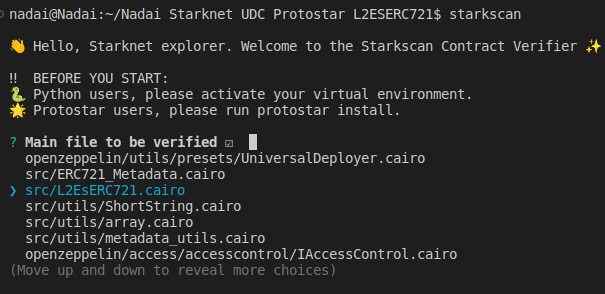 nadai@Nadai:~/Nadai Starknet UDC Protostar L2ESERC721$ starkscan
👋 Hello, Starknet explorer. Welcome to the Starkscan Contract Verifier ✨
‼ BEFORE YOU START:
🐍 Python users, please activate your virtual environment.
🌟 Protostar users, please run protostar install.
? Main file to be verified ☑
openzeppelin/utils/presets/UniversalDeployer.cairo
src/ERC721_Metadata.cairo
❯ src/L2EsERC721.cairo
src/utils/ShortString.cairo
src/utils/array.cairo
src/utils/metadata_utils.cairo
openzeppelin/access/accesscontrol/IAccessControl.cairo
(Move up and down to reveal more choices)